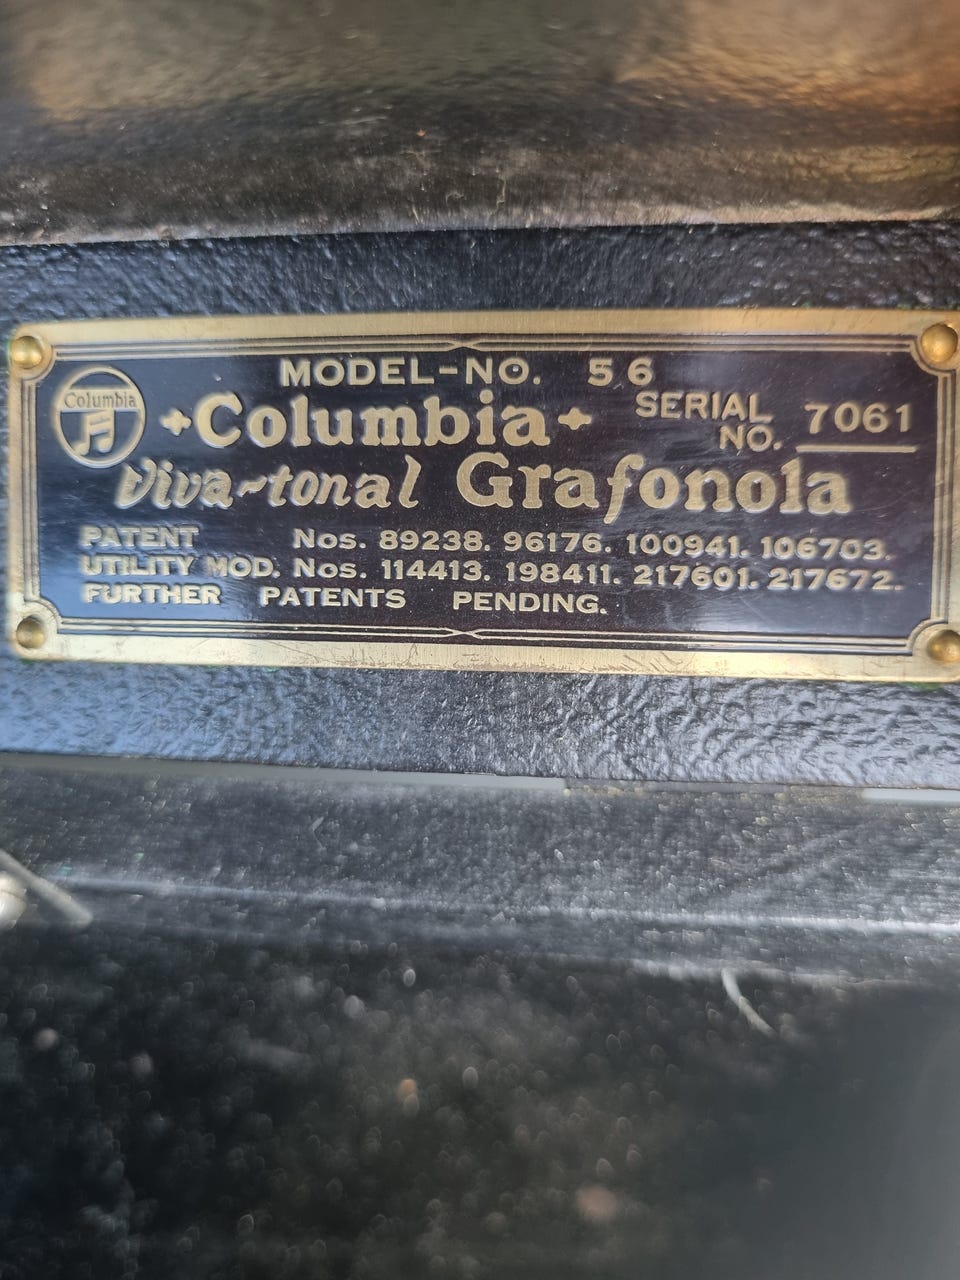 MODEL-NO. 56
Columbia
Columbia
SERIAL NO. 7061
Viva-tonal Grafonola
PATENT Nos. 89238. 96176. 100941. 106703.
UTILITY MOD. Nos. 114413. 198411. 217601. 217672.
FURTHER PATENTS PENDING.